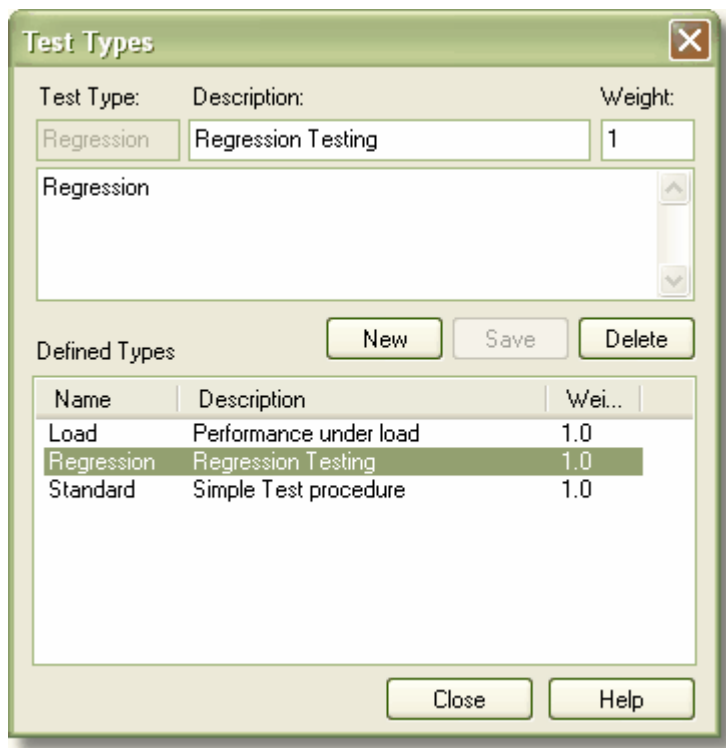 Test Types
Test Type: Description: Weight:
Regression Regression Testing 1
Regression
New Save Delete
Defined Types
Name Description Wei...
Load Performance under load 1.0
Regression Regression Testing 1.0
Standard Simple Test procedure 1.0
Close Help